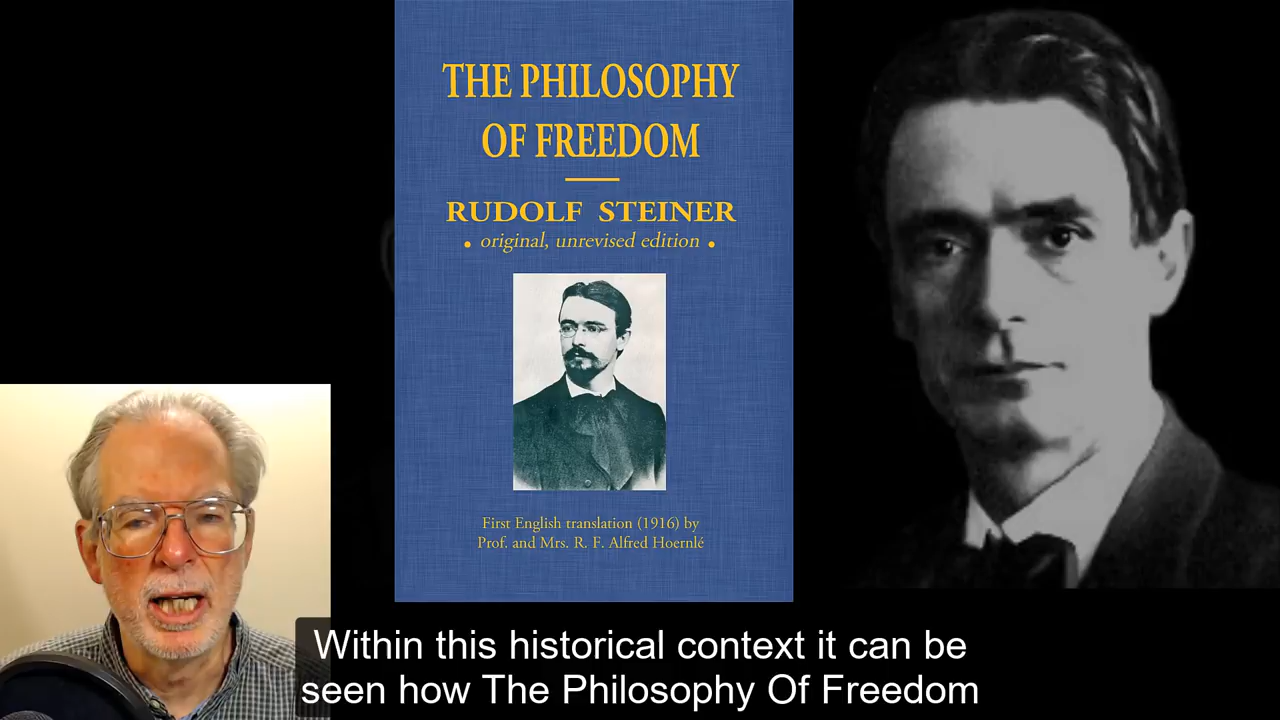 THE PHILOSOPHY
OF FREEDOM
RUDOLF STEINER
• original, unrevised edition •
First English translation (1916) by
Prof. and Mrs. R. F. Alfred Hoernlé
Within this historical context it can be
seen how The Philosophy Of Freedom